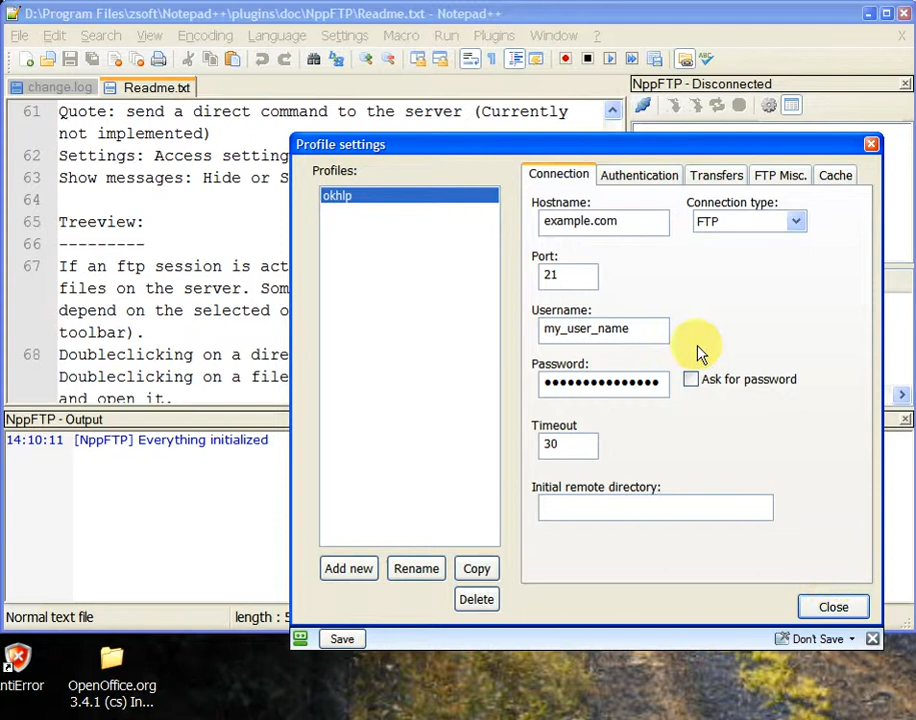 D:\Program Files\zsoft\Notepad++\plugins\doc\NppFTP\Readme.txt - Notepad++
File Edit Search View Encoding Language Settings Macro Run Plugins Window ? X
change.log Readme.txt
NppFTP - Disconnected
61 Quote: send a direct command to the server (Currently
not implemented)
62 Settings: Access setting
63 Show messages: Hide or S
64
65 Treeview:
66 ---------
67 If an ftp session is act
files on the server. Som
depend on the selected o
toolbar).
68 Doubleclicking on a dire
Doubleclicking on a file
and open it.
NppFTP - Output
14:10:11 [NppFTP] Everything initialized
Normal text file length : 5
Profile settings
Profiles:
okhlp
Add new Rename Copy
Delete
Connection Authentication Transfers FTP Misc. Cache
Hostname: Connection type:
example.com FTP
Port:
21
Username:
my_user_name
Password:
●●●●●●●●●●●●●●● Ask for password
Timeout
30
Initial remote directory:
Close
Save Don't Save
ntiError OpenOffice.org
3.4.1 (cs) In...